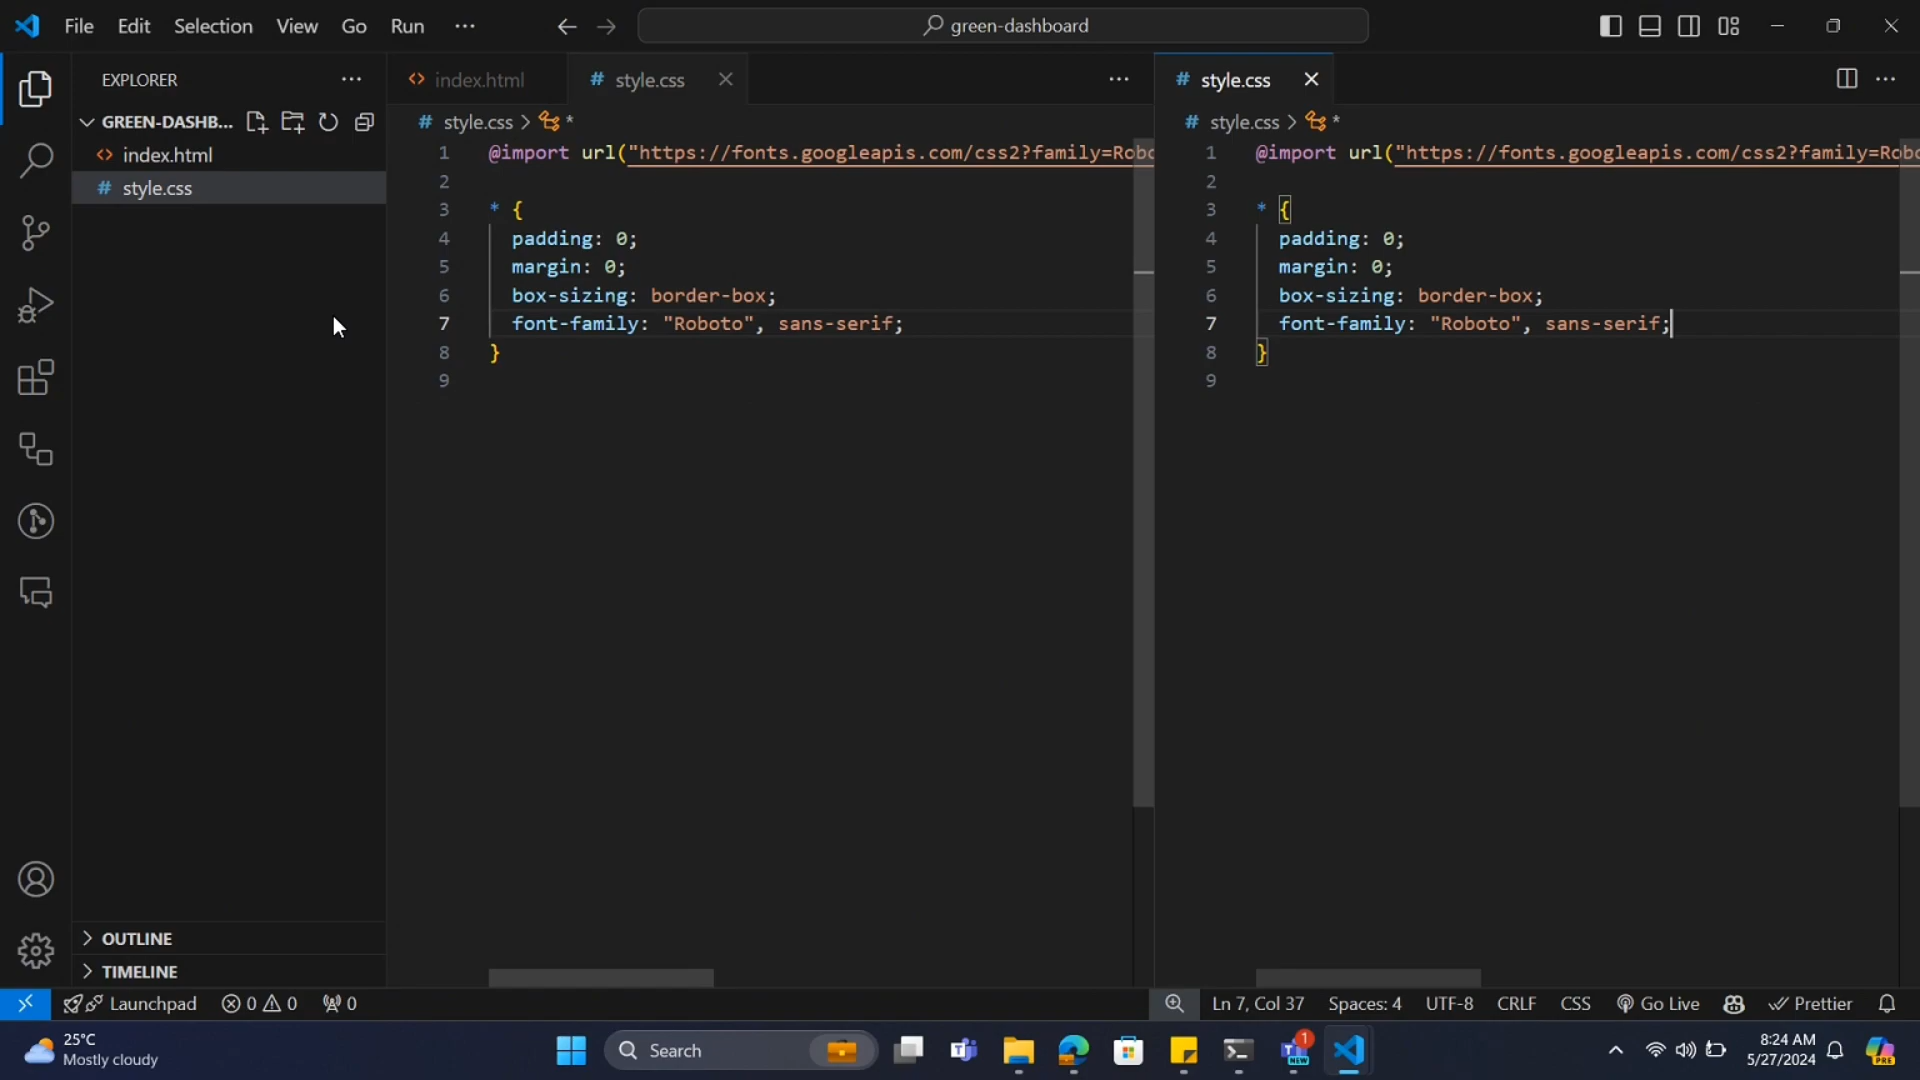 File Edit Selection View Go Run ···
green-dashboard
EXPLORER
GREEN-DASHB...
index.html
style.css
OUTLINE
TIMELINE
index.html
style.css
style.css > *
1 @import url("https://fonts.googleapis.com/css2?family=Robo
2
3 * {
4 padding: 0;
5 margin: 0;
6 box-sizing: border-box;
7 font-family: "Roboto", sans-serif;
8 }
9
style.css
style.css > *
1 @import url("https://fonts.googleapis.com/css2?family=Rob
2
3 * {
4 padding: 0;
5 margin: 0;
6 box-sizing: border-box;
7 font-family: "Roboto", sans-serif;
8 }
9
Launchpad 0 0 0 Ln 7, Col 37 Spaces: 4 UTF-8 CRLF CSS Go Live Prettier
25°C
Mostly cloudy
Search
1
NEW
8:24 AM
5/27/2024
PRE